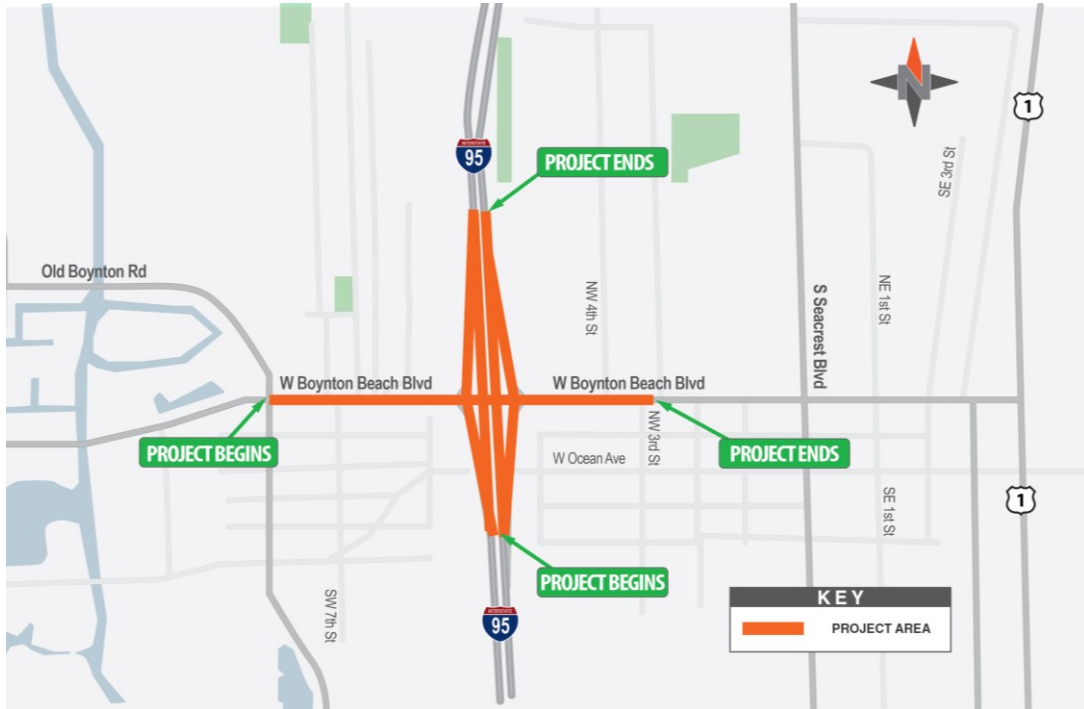 N
1
INTERSTATE
95
PROJECT ENDS
SE 3rd St
Old Boynton Rd
NW 4th St
S Seacrest Blvd
NE 1st St
W Boynton Beach Blvd
W Boynton Beach Blvd
PROJECT BEGINS
NW 3rd St
PROJECT ENDS
W Ocean Ave
1
SE 1st St
PROJECT BEGINS
SW 7th St
INTERSTATE
95
KEY
PROJECT AREA